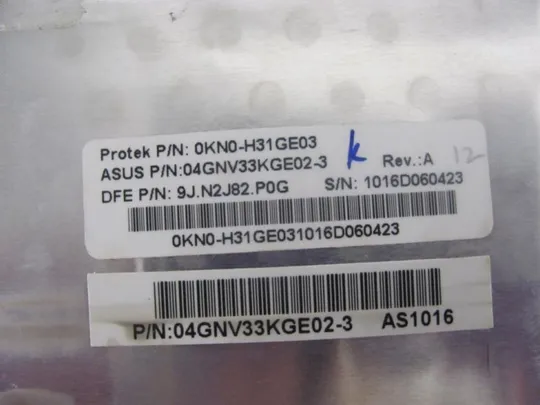 Protek P/N: 0KN0-H31GE03
ASUS P/N:04GNV33KGE02-3 k Rev.:A 12
DFE P/N: 9J.N2J82.P0G S/N: 1016D060423
0KN0-H31GE031016D060423
P/N:04GNV33KGE02-3 AS1016